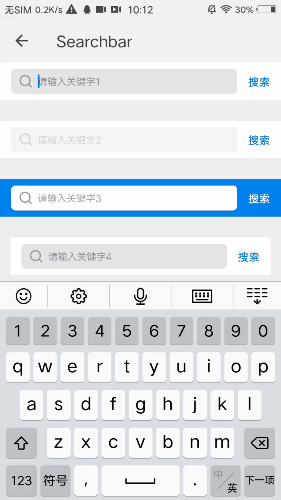 无SIM 0.2K/s 10:12 30%
Searchbar
请输入关键字1 搜索
请输入关键字2 搜索
请输入关键字3 搜索
请输入关键字4 搜索
1 2 3 4 5 6 7 8 9 0
q w e r t y u i o p
a s d f g h j k l
z x c v b n m
123 符号 , . 中/英 下一项